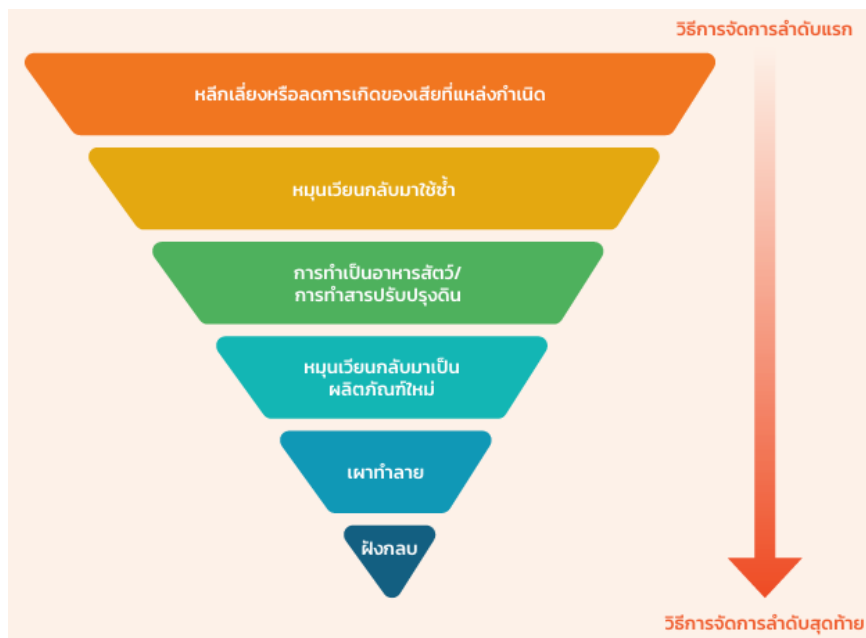 วิธีการจัดการลำดับแรก
หลีกเลี่ยงหรือลดการเกิดของเสียที่แหล่งกำเนิด
หมุนเวียนกลับมาใช้ซ้ำ
การทำเป็นอาหารสัตว์/
การทำสารปรับปรุงดิน
หมุนเวียนกลับมาเป็น
ผลิตภัณฑ์ใหม่
เผาทำลาย
ฝังกลบ
วิธีการจัดการลำดับสุดท้าย